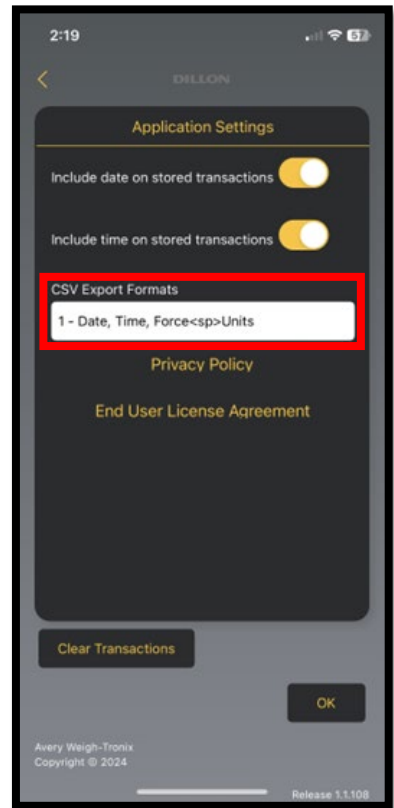 2:19
57
DILLON
Application Settings
Include date on stored transactions
Include time on stored transactions
CSV Export Formats
1 - Date, Time, Force<sp>Units
Privacy Policy
End User License Agreement
Clear Transactions
OK
Avery Weigh-Tronix
Copyright © 2024
Release 1.1.108